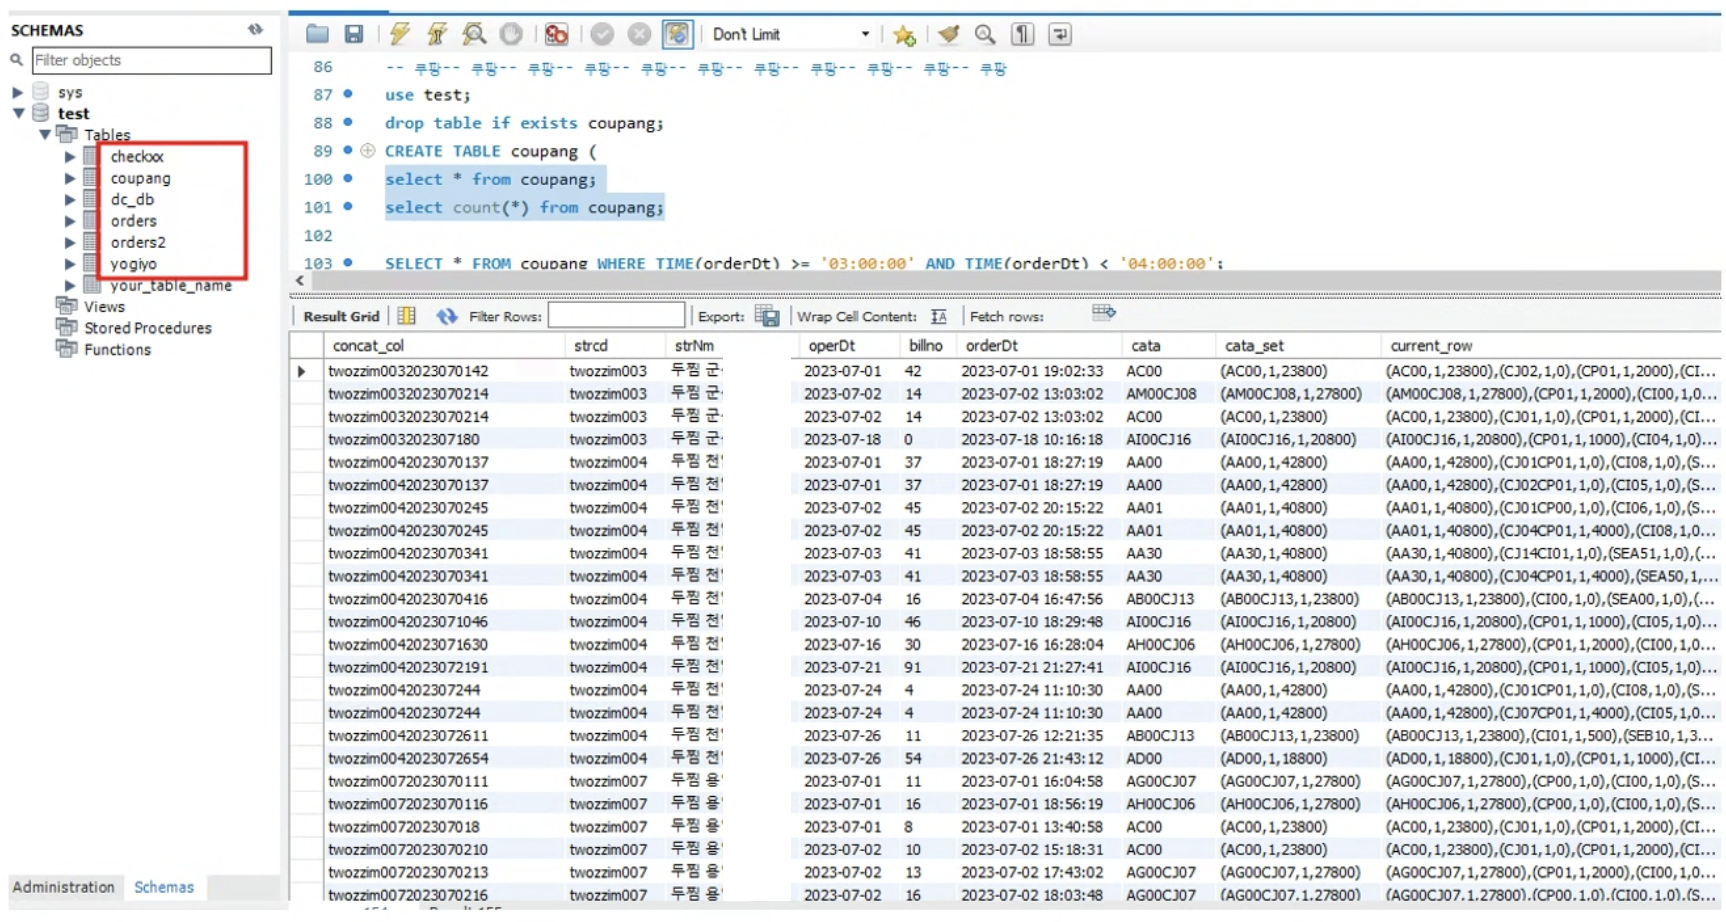 SCHEMAS
Filter objects
sys
test
Tables
checkxx
coupang
dc_db
orders
orders2
yogiyo
your_table_name
Views
Stored Procedures
Functions
Administration Schemas
Don't Limit
86 -- 쿠팡-- 쿠팡-- 쿠팡-- 쿠팡-- 쿠팡-- 쿠팡-- 쿠팡-- 쿠팡-- 쿠팡-- 쿠팡-- 쿠팡
87 use test;
88 drop table if exists coupang;
89 CREATE TABLE coupang (
100 select * from coupang;
101 select count(*) from coupang;
102
103 SELECT * FROM coupang WHERE TIME(orderDt) >= '03:00:00' AND TIME(orderDt) < '04:00:00';
Result Grid Filter Rows: Export: Wrap Cell Content: Fetch rows:
concat_col strcd strNm operDt billno orderDt cata cata_set current_row
twozzim0032023070142 twozzim003 두찜 군 2023-07-01 42 2023-07-01 19:02:33 AC00 (AC00,1,23800) (AC00,1,23800),(CJ02,1,0),(CP01,1,2000),(CI...
twozzim0032023070214 twozzim003 두찜 군 2023-07-02 14 2023-07-02 13:03:02 AM00CJ08 (AM00CJ08,1,27800) (AM00CJ08,1,27800),(CP01,1,2000),(CI00,1,0...
twozzim0032023070214 twozzim003 두찜 군 2023-07-02 14 2023-07-02 13:03:02 AC00 (AC00,1,23800) (AC00,1,23800),(CJ01,1,0),(CP01,1,2000),(CI...
twozzim003202307180 twozzim003 두찜 군 2023-07-18 0 2023-07-18 10:16:18 AI00CJ16 (AI00CJ16,1,20800) (AI00CJ16,1,20800),(CP01,1,1000),(CI04,1,0)...
twozzim0042023070137 twozzim004 두찜 천 2023-07-01 37 2023-07-01 18:27:19 AA00 (AA00,1,42800) (AA00,1,42800),(CJ01CP01,1,0),(CI08,1,0),(S...
twozzim0042023070137 twozzim004 두찜 천 2023-07-01 37 2023-07-01 18:27:19 AA00 (AA00,1,42800) (AA00,1,42800),(CJ02CP01,1,0),(CI05,1,0),(S...
twozzim0042023070245 twozzim004 두찜 천 2023-07-02 45 2023-07-02 20:15:22 AA01 (AA01,1,40800) (AA01,1,40800),(CJ01CP00,1,0),(CI06,1,0),(S...
twozzim0042023070245 twozzim004 두찜 천 2023-07-02 45 2023-07-02 20:15:22 AA01 (AA01,1,40800) (AA01,1,40800),(CJ04CP01,1,4000),(CI08,1,0...
twozzim0042023070341 twozzim004 두찜 천 2023-07-03 41 2023-07-03 18:58:55 AA30 (AA30,1,40800) (AA30,1,40800),(CJ14CI01,1,0),(SEA51,1,0),(...
twozzim0042023070341 twozzim004 두찜 천 2023-07-03 41 2023-07-03 18:58:55 AA30 (AA30,1,40800) (AA30,1,40800),(CJ04CP01,1,4000),(SEA50,1,...
twozzim0042023070416 twozzim004 두찜 천 2023-07-04 16 2023-07-04 16:47:56 AB00CJ13 (AB00CJ13,1,23800) (AB00CJ13,1,23800),(CI00,1,0),(SEA00,1,0),(...
twozzim0042023071046 twozzim004 두찜 천 2023-07-10 46 2023-07-10 18:29:48 AI00CJ16 (AI00CJ16,1,20800) (AI00CJ16,1,20800),(CP01,1,1000),(CI05,1,0)...
twozzim0042023071630 twozzim004 두찜 천 2023-07-16 30 2023-07-16 16:28:04 AH00CJ06 (AH00CJ06,1,27800) (AH00CJ06,1,27800),(CP01,1,2000),(CI00,1,0...
twozzim0042023072191 twozzim004 두찜 천 2023-07-21 91 2023-07-21 21:27:41 AI00CJ16 (AI00CJ16,1,20800) (AI00CJ16,1,20800),(CP01,1,1000),(CI05,1,0)...
twozzim004202307244 twozzim004 두찜 천 2023-07-24 4 2023-07-24 11:10:30 AA00 (AA00,1,42800) (AA00,1,42800),(CJ01CP01,1,0),(CI08,1,0),(S...
twozzim004202307244 twozzim004 두찜 천 2023-07-24 4 2023-07-24 11:10:30 AA00 (AA00,1,42800) (AA00,1,42800),(CJ07CP01,1,4000),(CI05,1,0...
twozzim0042023072611 twozzim004 두찜 천 2023-07-26 11 2023-07-26 12:21:35 AB00CJ13 (AB00CJ13,1,23800) (AB00CJ13,1,23800),(CI01,1,500),(SEB10,1,3...
twozzim0042023072654 twozzim004 두찜 천 2023-07-26 54 2023-07-26 21:43:12 AD00 (AD00,1,18800) (AD00,1,18800),(CJ01,1,0),(CP01,1,1000),(CI...
twozzim0072023070111 twozzim007 두찜 용 2023-07-01 11 2023-07-01 16:04:58 AG00CJ07 (AG00CJ07,1,27800) (AG00CJ07,1,27800),(CP00,1,0),(CI00,1,0),(S...
twozzim0072023070116 twozzim007 두찜 용 2023-07-01 16 2023-07-01 18:56:19 AH00CJ06 (AH00CJ06,1,27800) (AH00CJ06,1,27800),(CP00,1,0),(CI00,1,0),(S...
twozzim007202307018 twozzim007 두찜 용 2023-07-01 8 2023-07-01 13:40:58 AC00 (AC00,1,23800) (AC00,1,23800),(CJ01,1,0),(CP01,1,2000),(CI...
twozzim0072023070210 twozzim007 두찜 용 2023-07-02 10 2023-07-02 15:18:31 AC00 (AC00,1,23800) (AC00,1,23800),(CJ01,1,0),(CP01,1,2000),(CI...
twozzim0072023070213 twozzim007 두찜 용 2023-07-02 13 2023-07-02 17:43:02 AG00CJ07 (AG00CJ07,1,27800) (AG00CJ07,1,27800),(CP01,1,2000),(CI00,1,0...
twozzim0072023070216 twozzim007 두찜 용 2023-07-02 16 2023-07-02 18:03:48 AG00CJ07 (AG00CJ07,1,27800) (AG00CJ07,1,27800),(CP00,1,0),(CI00,1,0),(S...